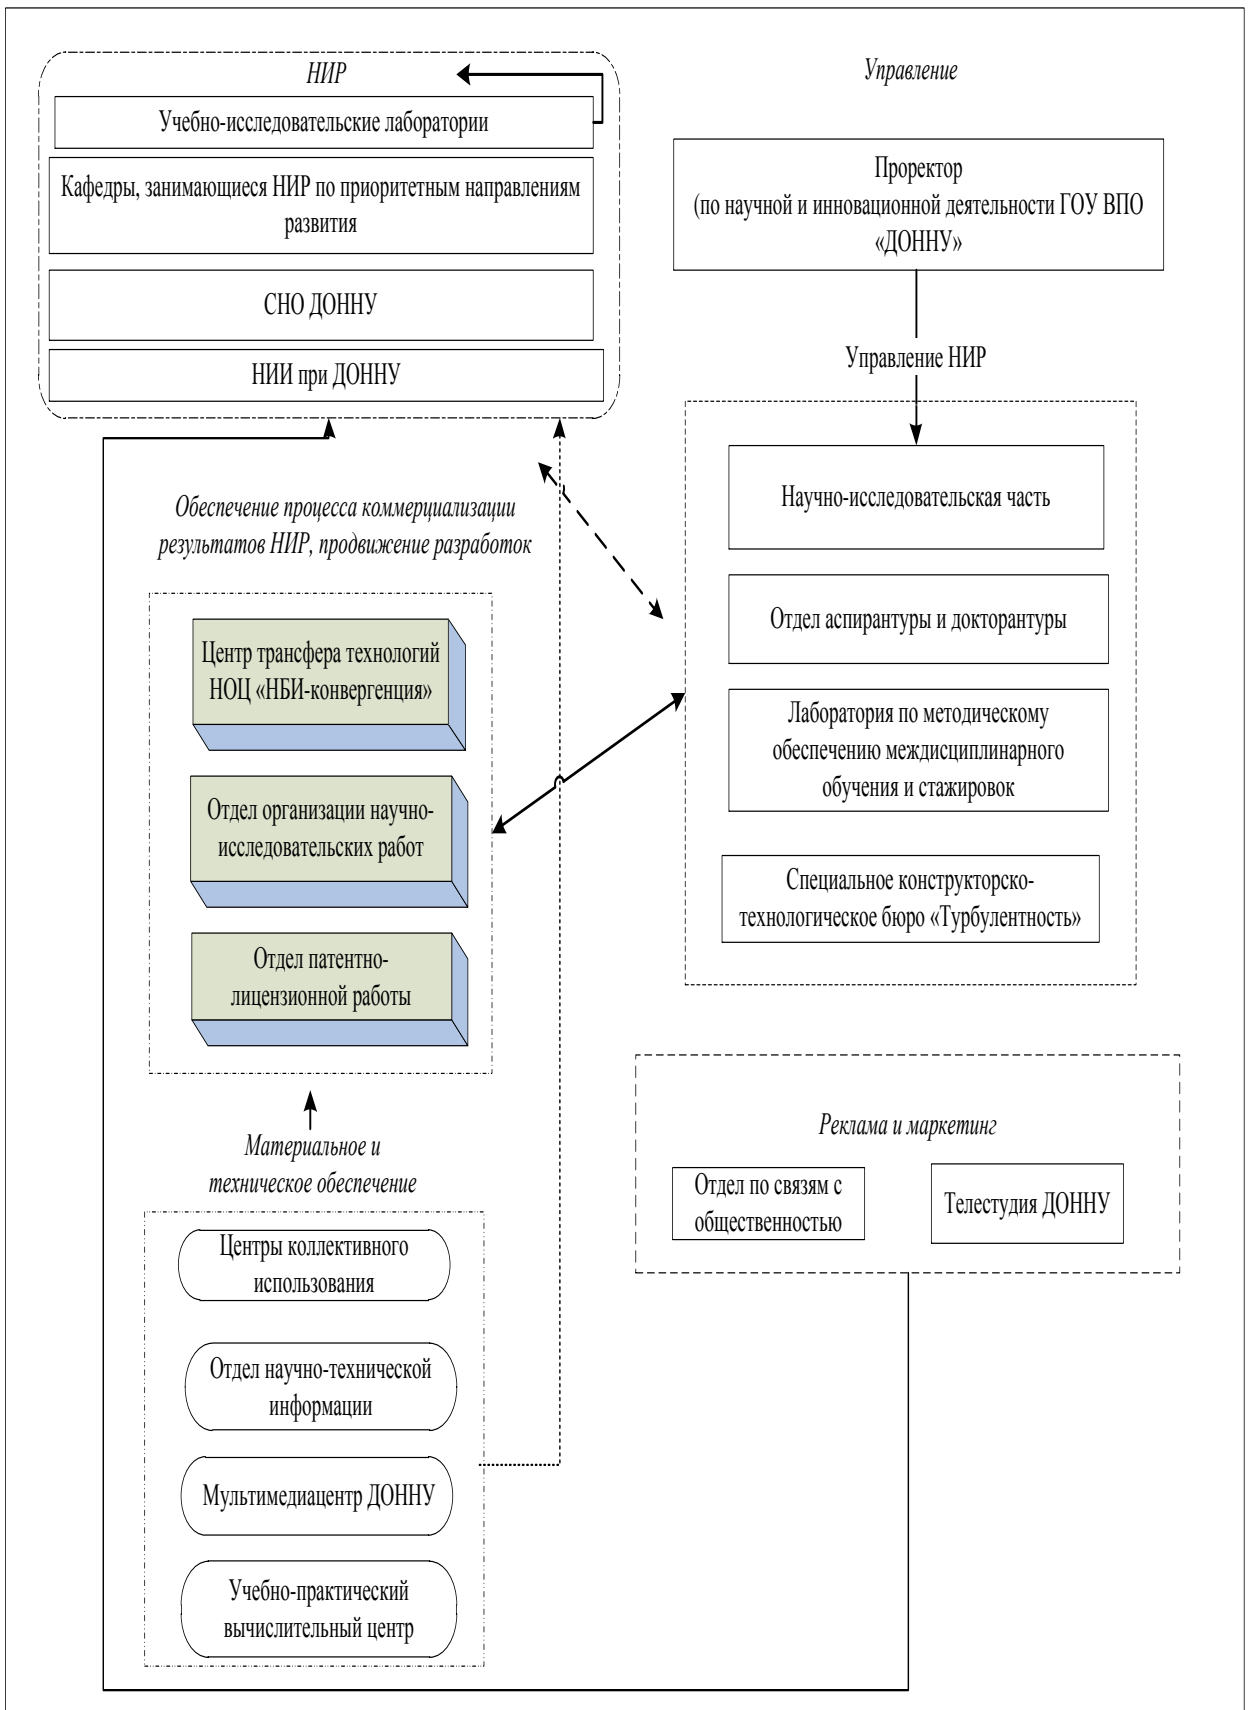 НИР
Учебно-исследовательские лаборатории
Кафедры, занимающиеся НИР по приоритетным направлениям
развития
СНО ДОННУ
НИИ при ДОННУ
Управление
Проректор
(по научной и инновационной деятельности ГОУ ВПО
«ДОННУ»
Управление НИР
Научно-исследовательская часть
Отдел аспирантуры и докторантуры
Лаборатория по методическому
обеспечению междисциплинарного
обучения и стажировок
Специальное конструкторско-
технологическое бюро «Турбулентность»
Обеспечение процесса коммерциализации
результатов НИР, продвижение разработок
Центр трансфера технологий
НОЦ «НБИ-конвергенция»
Отдел организации научно-
исследовательских работ
Отдел патентно-
лицензионной работы
Материальное и
техническое обеспечение
Центры коллективного
использования
Отдел научно-технической
информации
Мультимедиацентр ДОННУ
Учебно-практический
вычислительный центр
Реклама и маркетинг
Отдел по связям с
общественностью
Телестудия ДОННУ